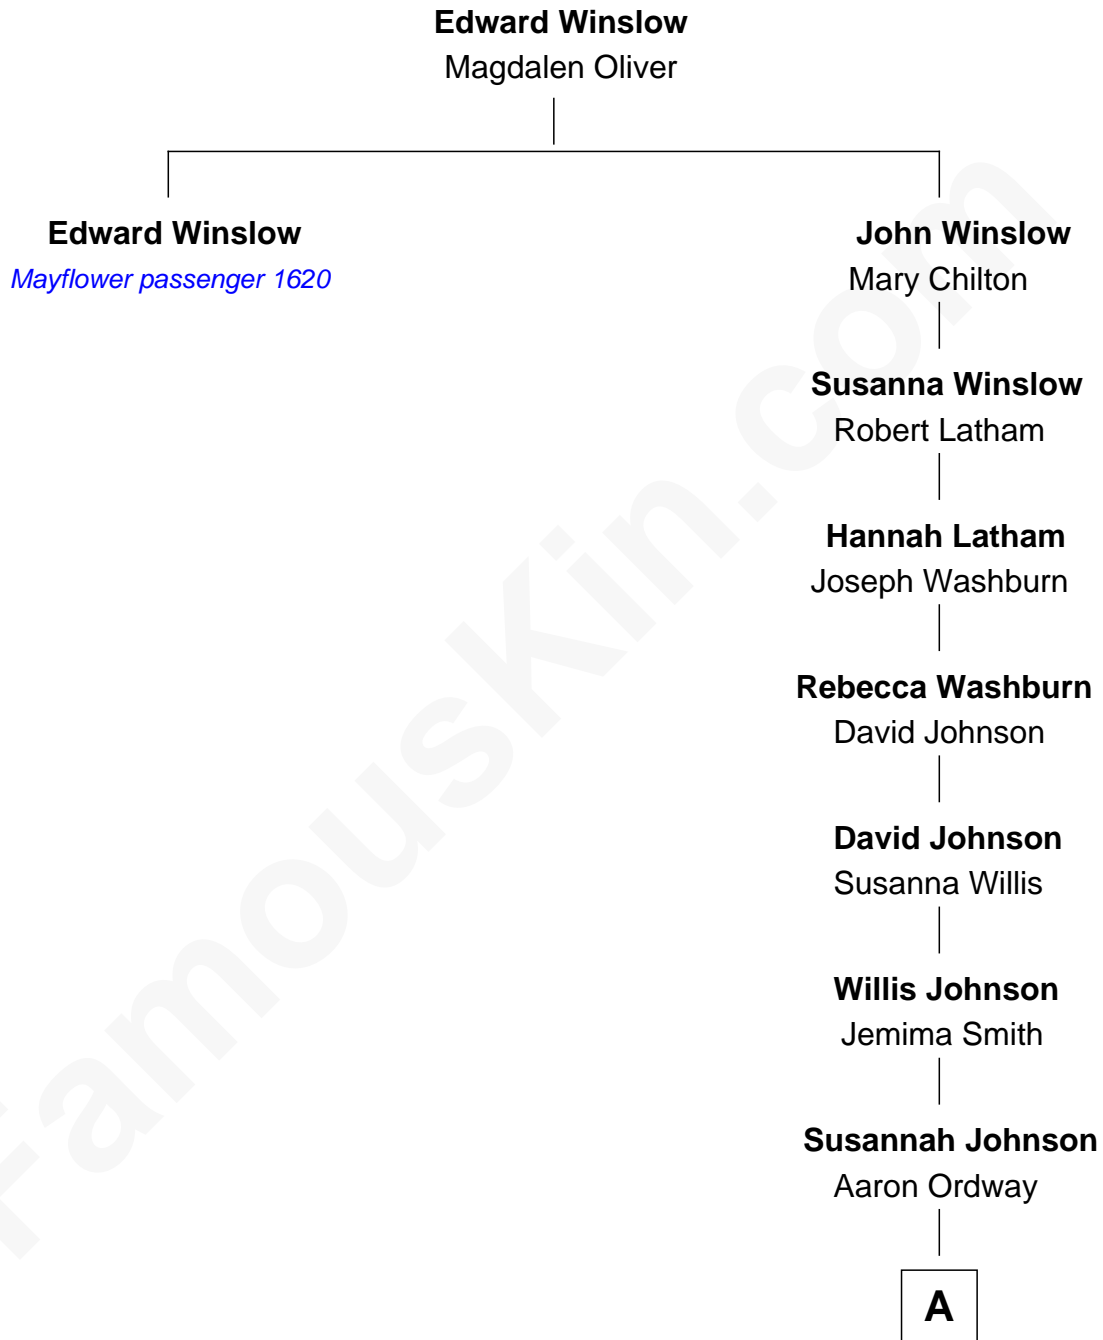 Edward Winslow
Magdalen Oliver
Edward Winslow
Mayflower passenger 1620
John Winslow
Mary Chilton
Susanna Winslow
Robert Latham
Hannah Latham
Joseph Washburn
Rebecca Washburn
David Johnson
David Johnson
Susanna Willis
Willis Johnson
Jemima Smith
Susannah Johnson
Aaron Ordway
A
FamousKin.com